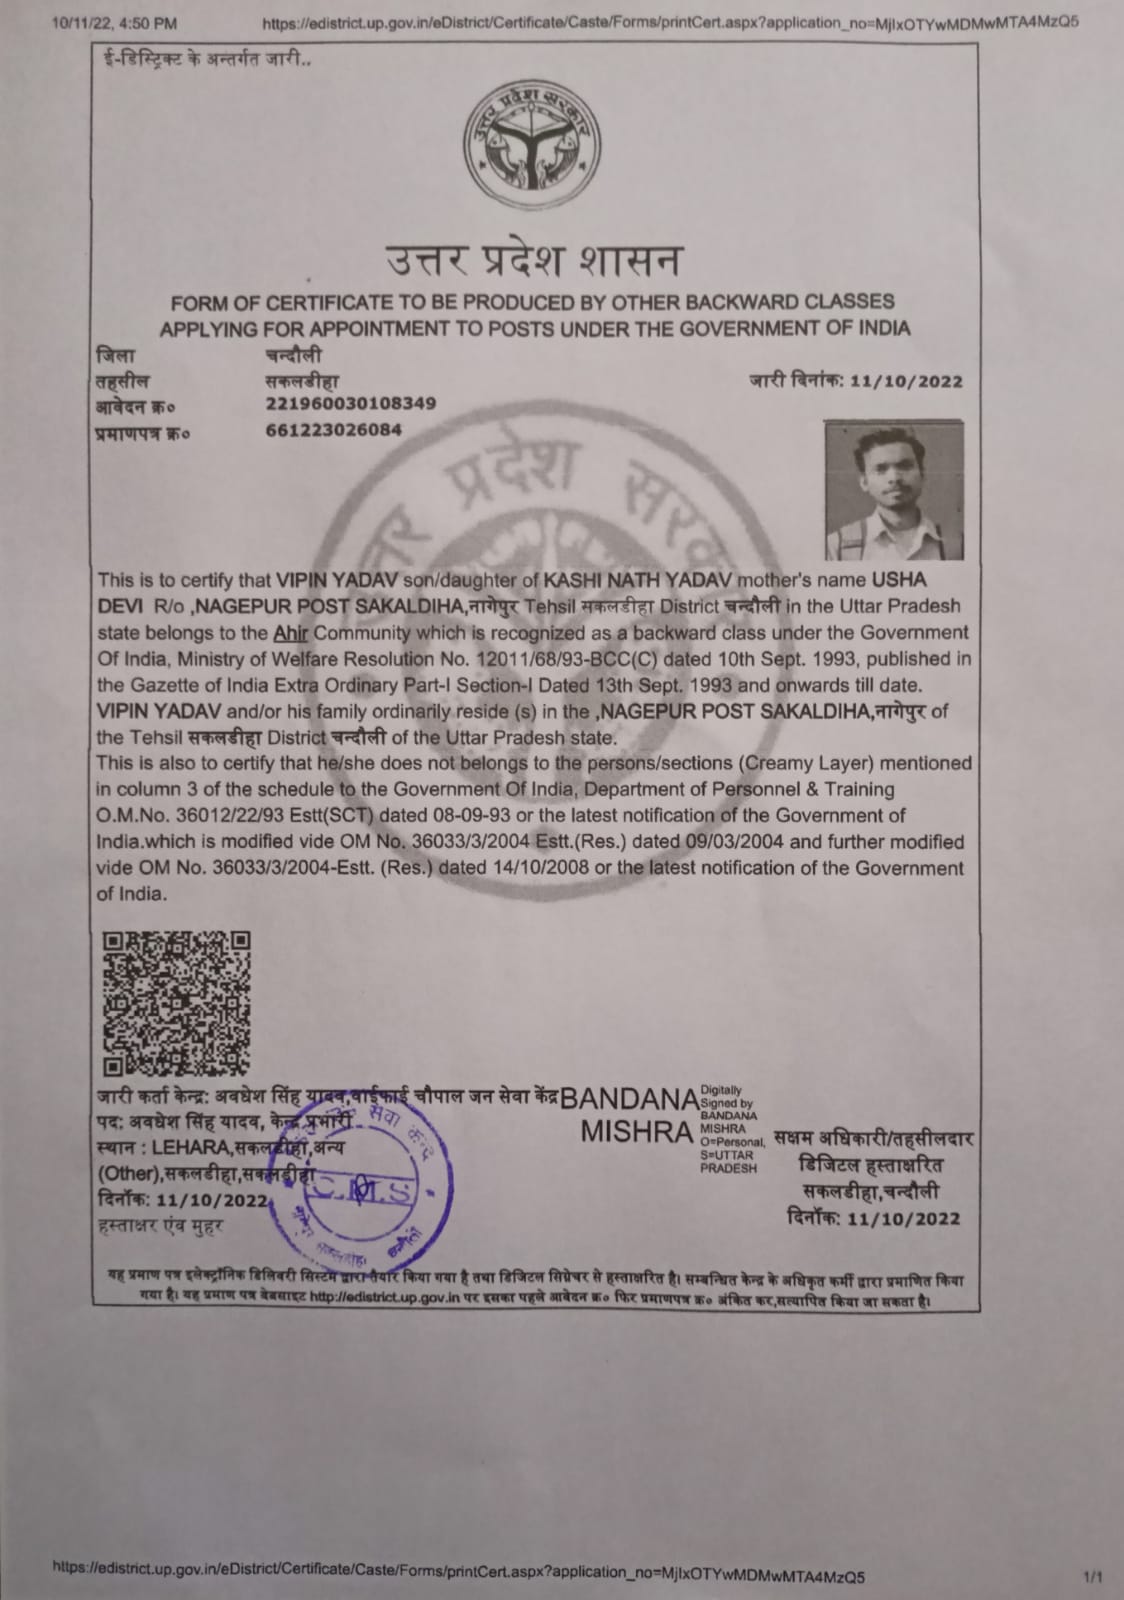 10/11/22, 4:50 PM https://edistrict.up.gov.in/eDistrict/Certificate/Caste/Forms/printCert.aspx?application_no=MjIxOTYwMDMwMTA4MzQ5
ई-डिस्ट्रिक्ट के अन्तर्गत जारी..
उत्तर प्रदेश सरकार
उत्तर प्रदेश शासन
FORM OF CERTIFICATE TO BE PRODUCED BY OTHER BACKWARD CLASSES
APPLYING FOR APPOINTMENT TO POSTS UNDER THE GOVERNMENT OF INDIA
जिला चन्दौली
तहसील सकलडीहा जारी दिनांक: 11/10/2022
आवेदन क्र० 221960030108349
प्रमाणपत्र क्र० 661223026084
उत्तर प्रदेश सरकार
This is to certify that VIPIN YADAV son/daughter of KASHI NATH YADAV mother's name USHA
DEVI R/o ,NAGEPUR POST SAKALDIHA,नागेपुर Tehsil सकलडीहा District चन्दौली in the Uttar Pradesh
state belongs to the Ahir Community which is recognized as a backward class under the Government
Of India, Ministry of Welfare Resolution No. 12011/68/93-BCC(C) dated 10th Sept. 1993, published in
the Gazette of India Extra Ordinary Part-I Section-I Dated 13th Sept. 1993 and onwards till date.
VIPIN YADAV and/or his family ordinarily reside (s) in the ,NAGEPUR POST SAKALDIHA,नागेपुर of
the Tehsil सकलडीहा District चन्दौली of the Uttar Pradesh state.
This is also to certify that he/she does not belongs to the persons/sections (Creamy Layer) mentioned
in column 3 of the schedule to the Government Of India, Department of Personnel & Training
O.M.No. 36012/22/93 Estt(SCT) dated 08-09-93 or the latest notification of the Government of
India.which is modified vide OM No. 36033/3/2004 Estt.(Res.) dated 09/03/2004 and further modified
vide OM No. 36033/3/2004-Estt. (Res.) dated 14/10/2008 or the latest notification of the Government
of India.
जारी कर्ता केन्द्र: अवधेश सिंह यादव,वाईफाई चौपाल जन सेवा केंद्र
पद: अवधेश सिंह यादव, केन्द्र प्रभारी
स्थान : LEHARA,सकलडीहा,अन्य
(Other),सकलडीहा,सकलडीहा
दिनाँक: 11/10/2022
हस्ताक्षर एंव मुहर
सेवा केन्द्र
C.M.S
सकलडीहा
चन्दौली
BANDANA
MISHRA
Digitally
Signed by
BANDANA
MISHRA
O=Personal,
S=UTTAR
PRADESH
सक्षम अधिकारी/तहसीलदार
डिजिटल हस्ताक्षरित
सकलडीहा,चन्दौली
दिनाँक: 11/10/2022
यह प्रमाण पत्र इलेक्ट्रॉनिक डिलिवरी सिस्टम द्वारा तैयार किया गया है तथा डिजिटल सिग्नेचर से हस्ताक्षरित है। सम्बन्धित केन्द्र के अधिकृत कर्मी द्वारा प्रमाणित किया
गया है। यह प्रमाण पत्र वेबसाइट http://edistrict.up.gov.in पर इसका पहले आवेदन क्र० फिर प्रमाणपत्र क्र० अंकित कर,सत्यापित किया जा सकता है।
https://edistrict.up.gov.in/eDistrict/Certificate/Caste/Forms/printCert.aspx?application_no=MjIxOTYwMDMwMTA4MzQ5 1/1